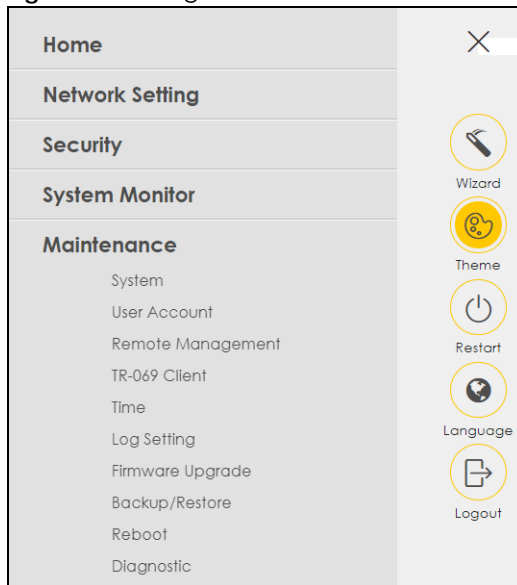 Home
Network Setting
Security
System Monitor
Maintenance
System
User Account
Remote Management
TR-069 Client
Time
Log Setting
Firmware Upgrade
Backup/Restore
Reboot
Diagnostic
Wizard
Theme
Restart
Language
Logout